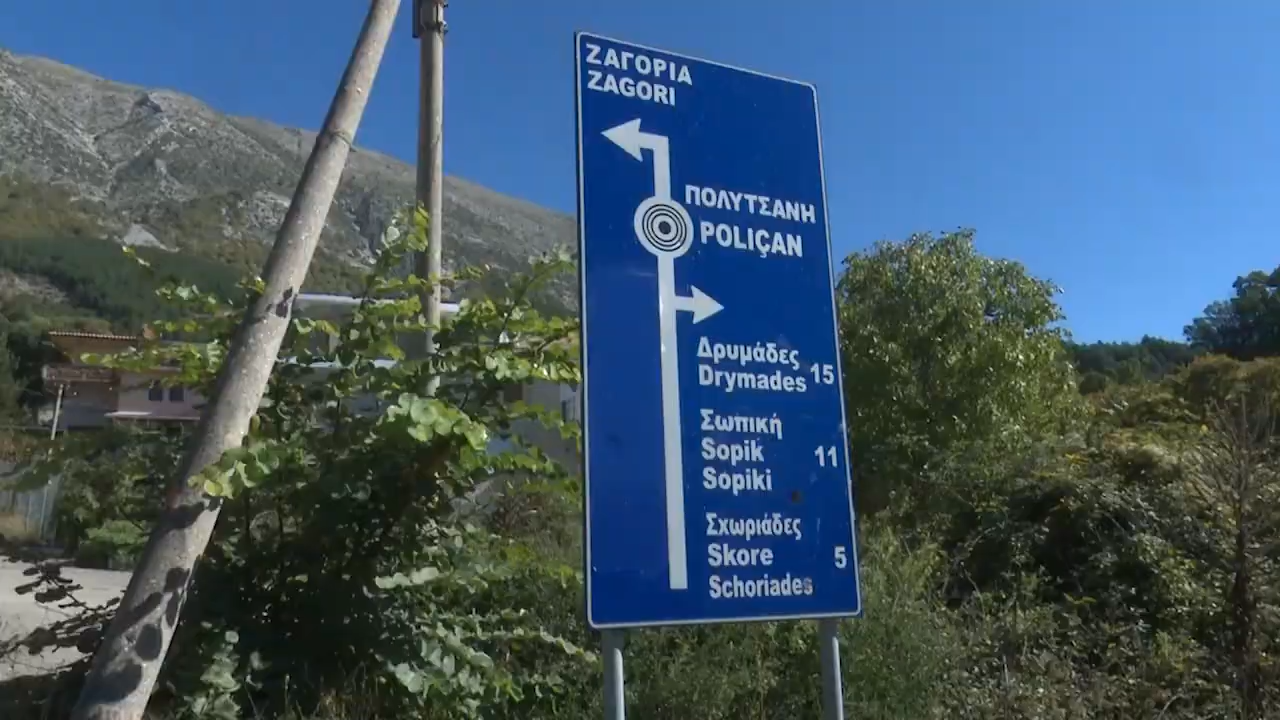 ΖΑΓΟΡΙΑ
ZAGORI
ΠΟΛΥΤΣΑΝΗ
POLIÇAN
Δρυμάδες
Drymades 15
Σωπική
Sopik 11
Sopiki
Σχωριάδες
Skore 5
Schoriades